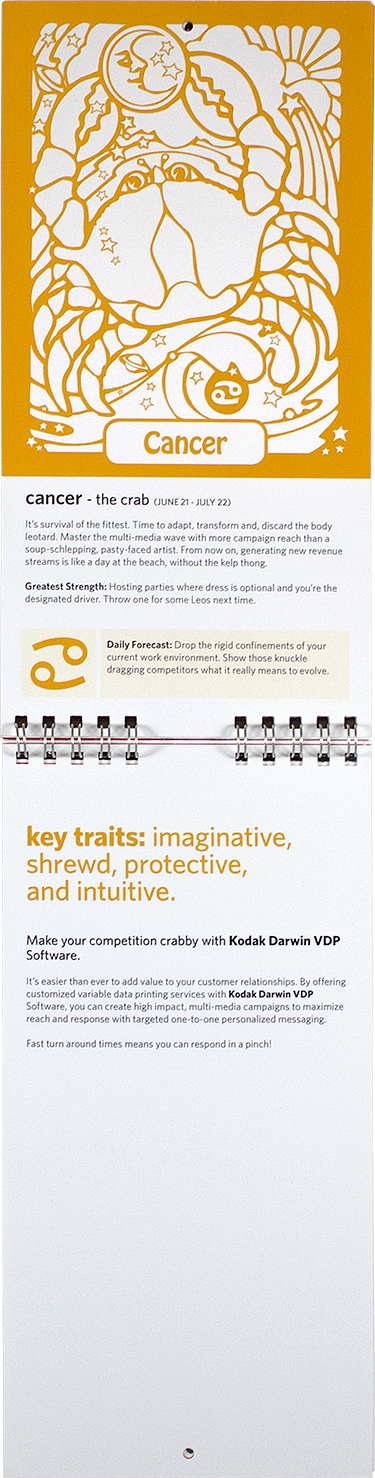 Cancer
cancer - the crab (JUNE 21 - JULY 22)
It's survival of the fittest. Time to adapt, transform and, discard the body
leotard. Master the multi-media wave with more campaign reach than a
soup-schlepping, pasty-faced artist. From now on, generating new revenue
streams is like a day at the beach, without the kelp thong.
Greatest Strength: Hosting parties where dress is optional and you're the
designated driver. Throw one for some Leos next time.
Daily Forecast: Drop the rigid confinements of your
current work environment. Show those knuckle
dragging competitors what it really means to evolve.
key traits: imaginative,
shrewd, protective,
and intuitive.
Make your competition crabby with Kodak Darwin VDP
Software.
It's easier than ever to add value to your customer relationships. By offering
customized variable data printing services with Kodak Darwin VDP
Software, you can create high impact, multi-media campaigns to maximize
reach and response with targeted one-to-one personalized messaging.
Fast turn around times means you can respond in a pinch!